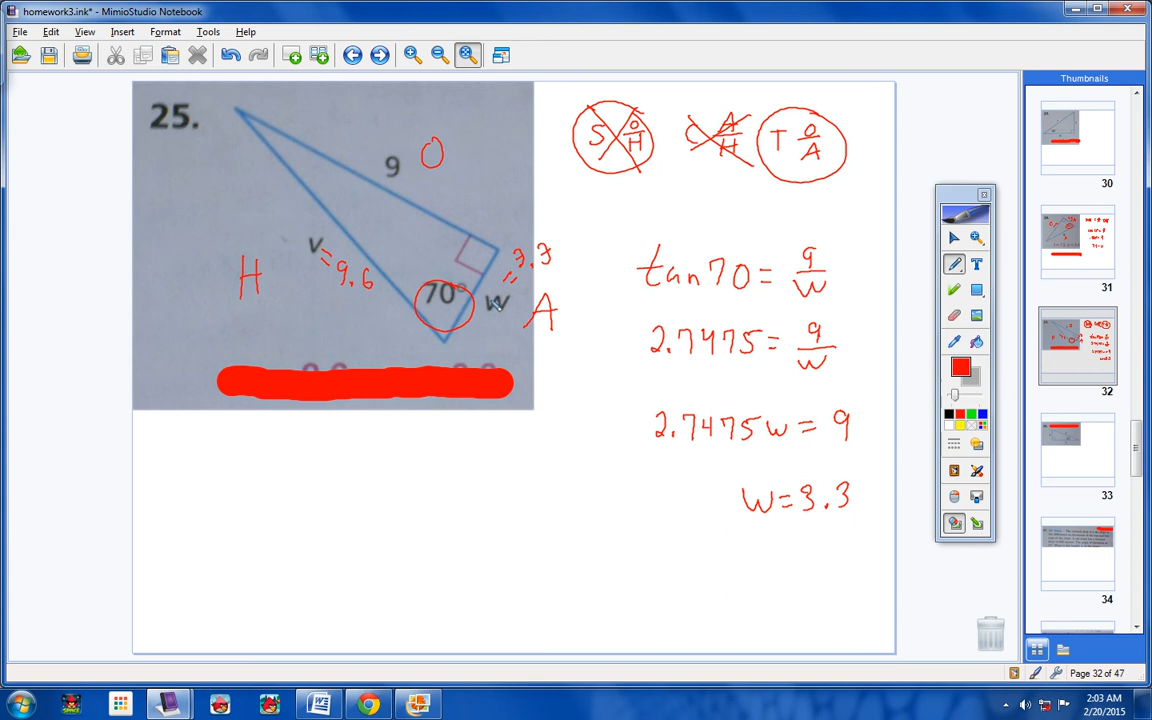 homework3.ink* - MimioStudio Notebook
File Edit View Insert Format Tools Help
25.
9 O
v = 9.6
H
70°
w = 3.3
A
S O/H C A/H T O/A
tan 70 = 9/w
2.7475 = 9/w
2.7475w = 9
w = 3.3
T
Thumbnails
30
31
32
33
34
Page 32 of 47
2:03 AM
2/20/2015